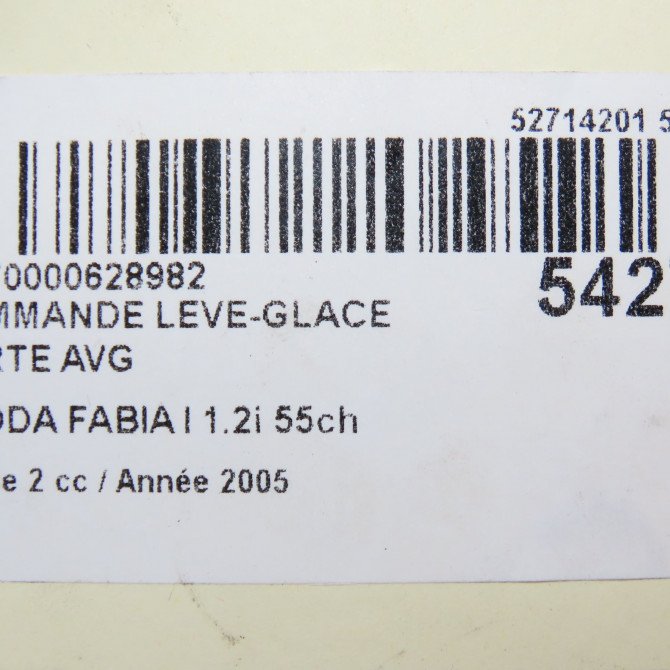 52714201 5
0000628982
542
MMANDE LEVE-GLACE
RTE AVG
ODA FABIA I 1.2i 55ch
e 2 cc / Année 2005